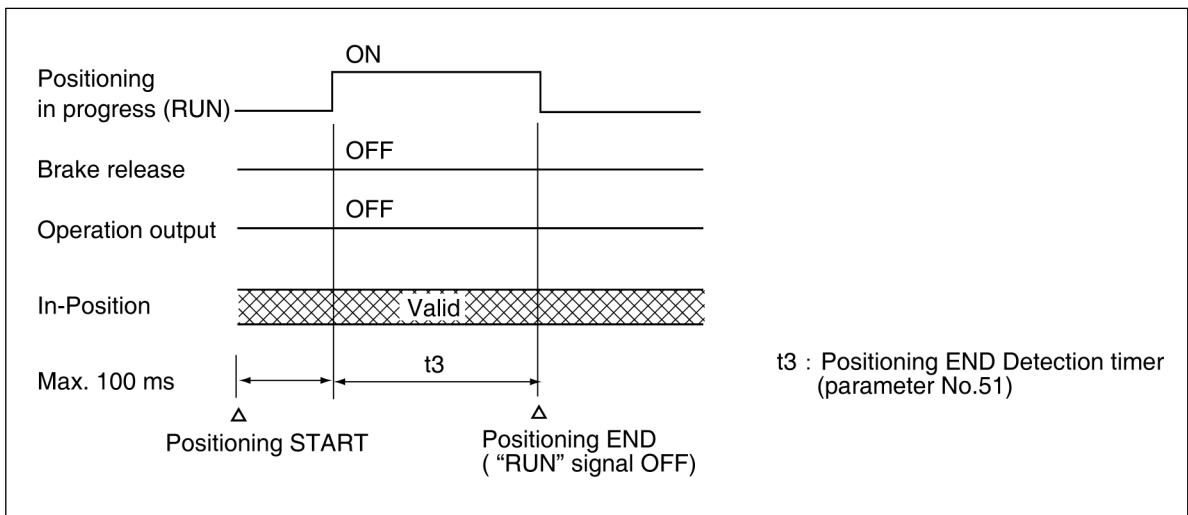 ON
Positioning
in progress (RUN)
OFF
Brake release
OFF
Operation output
In-Position
Valid
Max. 100 ms
t3
t3 : Positioning END Detection timer
(parameter No.51)
Positioning START
Positioning END
( “RUN” signal OFF)